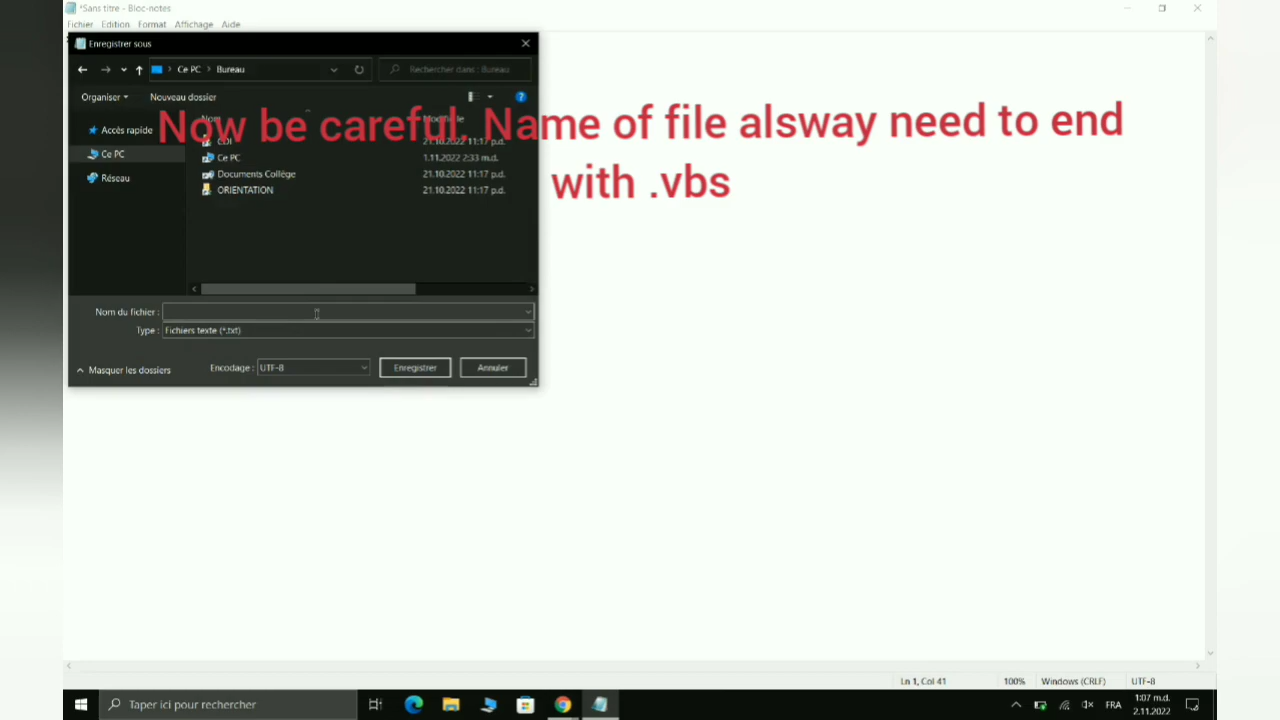 *Sans titre - Bloc-notes
Fichier Edition Format Affichage Aide
Enregistrer sous
Ce PC > Bureau
Rechercher dans : Bureau
Organiser
Nouveau dossier
Now be careful, Name of file alsway need to end
with .vbs
Nom
Accès rapide
Ce PC
Réseau
CDI 21.10.2022 11:17 p.d.
Ce PC 1.11.2022 2:33 m.d.
Documents Collège 21.10.2022 11:17 p.d.
ORIENTATION 21.10.2022 11:17 p.d.
Nom du fichier :
Type : Fichiers texte (*.txt)
Masquer les dossiers
Encodage : UTF-8
Enregistrer
Annuler
Ln 1, Col 41 100% Windows (CRLF) UTF-8
Taper ici pour rechercher
FRA
1:07 m.d.
2.11.2022